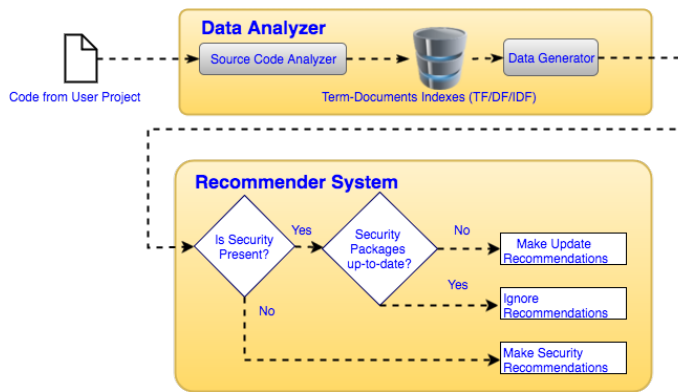 Data Analyzer
Source Code Analyzer
Data Generator
Code from User Project
Term-Documents Indexes (TF/DF/IDF)
Recommender System
Is Security
Present?
Yes
Security
Packages
up-to-date?
No
Make Update
Recommendations
Yes
Ignore
Recommendations
No
Make Security
Recommendations